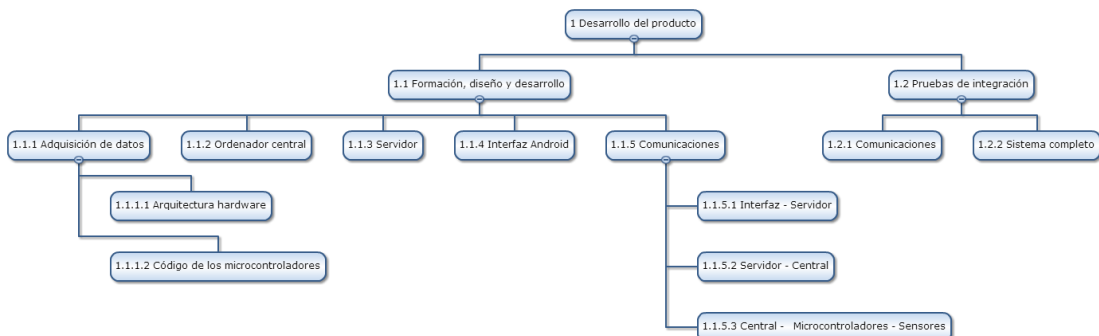 1 Desarrollo del producto
1.1 Formación, diseño y desarrollo
1.2 Pruebas de integración
1.1.1 Adquisición de datos
1.1.2 Ordenador central
1.1.3 Servidor
1.1.4 Interfaz Android
1.1.5 Comunicaciones
1.2.1 Comunicaciones
1.2.2 Sistema completo
1.1.1.1 Arquitectura hardware
1.1.1.2 Código de los microcontroladores
1.1.5.1 Interfaz - Servidor
1.1.5.2 Servidor - Central
1.1.5.3 Central - Microcontroladores - Sensores